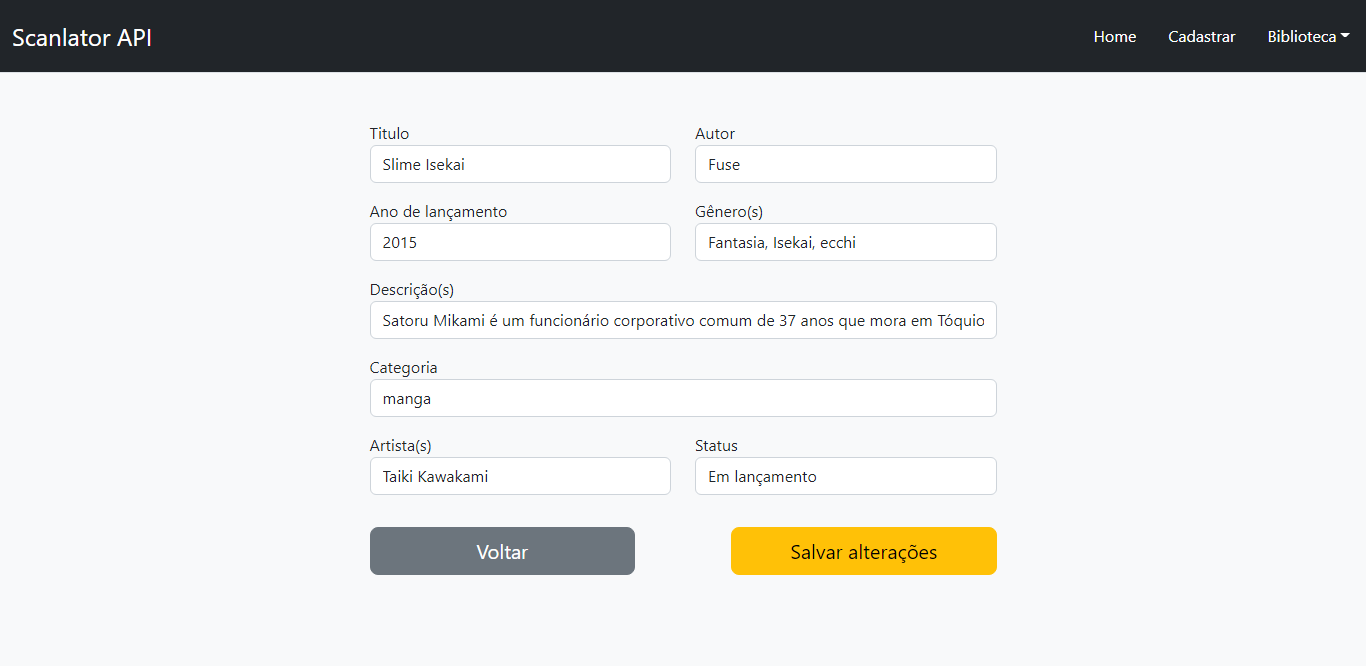 Scanlator API
Home Cadastrar Biblioteca
Titulo Autor
Slime Isekai Fuse
Ano de lançamento Gênero(s)
2015 Fantasia, Isekai, ecchi
Descrição(s)
Satoru Mikami é um funcionário corporativo comum de 37 anos que mora em Tóquio
Categoria
manga
Artista(s) Status
Taiki Kawakami Em lançamento
Voltar Salvar alterações